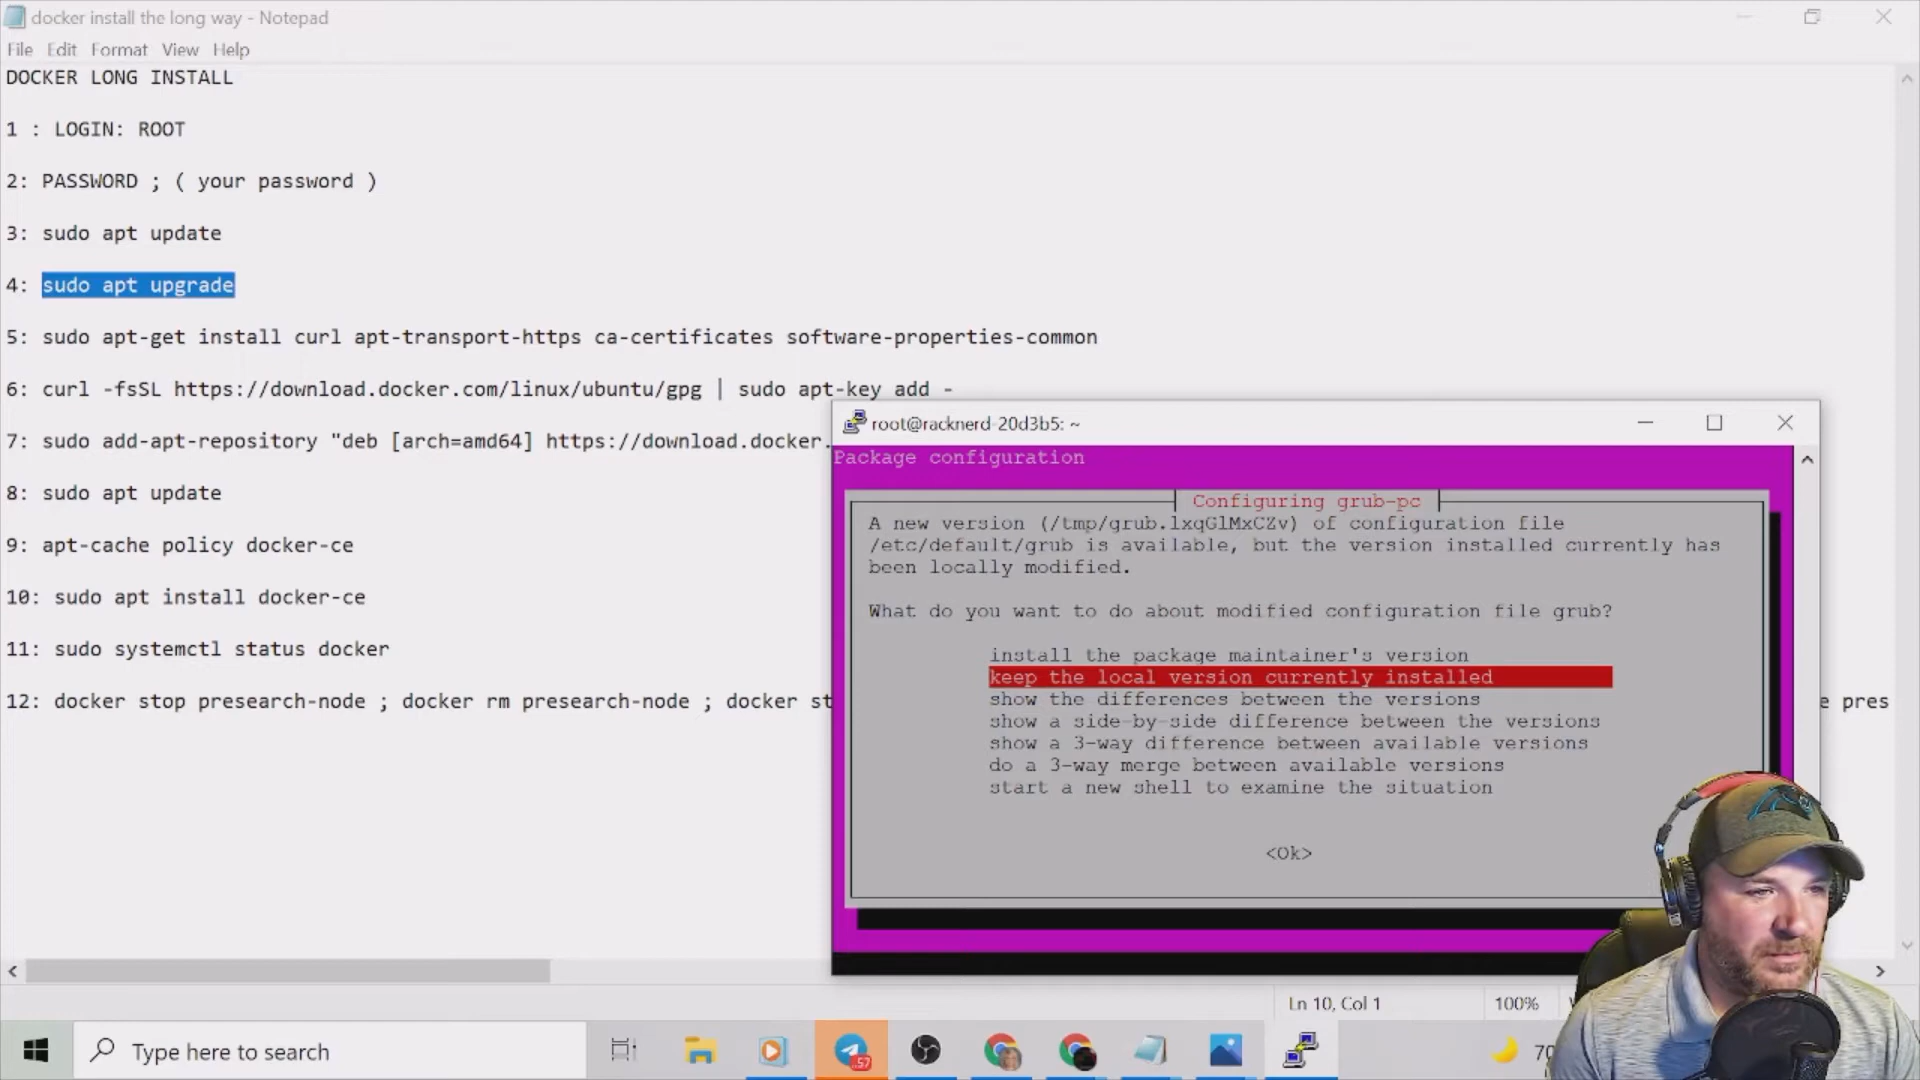 docker install the long way - Notepad
File Edit Format View Help
DOCKER LONG INSTALL
1 : LOGIN: ROOT
2: PASSWORD ; ( your password )
3: sudo apt update
4: sudo apt upgrade
5: sudo apt-get install curl apt-transport-https ca-certificates software-properties-common
6: curl -fsSL https://download.docker.com/linux/ubuntu/gpg | sudo apt-key add -
7: sudo add-apt-repository "deb [arch=amd64] https://download.docker.
8: sudo apt update
9: apt-cache policy docker-ce
10: sudo apt install docker-ce
11: sudo systemctl status docker
12: docker stop presearch-node ; docker rm presearch-node ; docker st
e pres
root@racknerd-20d3b5: ~
Package configuration
Configuring grub-pc
A new version (/tmp/grub.lxqGlMxCZv) of configuration file
/etc/default/grub is available, but the version installed currently has
been locally modified.
What do you want to do about modified configuration file grub?
install the package maintainer's version
keep the local version currently installed
show the differences between the versions
show a side-by-side difference between the versions
show a 3-way difference between available versions
do a 3-way merge between available versions
start a new shell to examine the situation
<Ok>
Ln 10, Col 1
100%
Type here to search
57